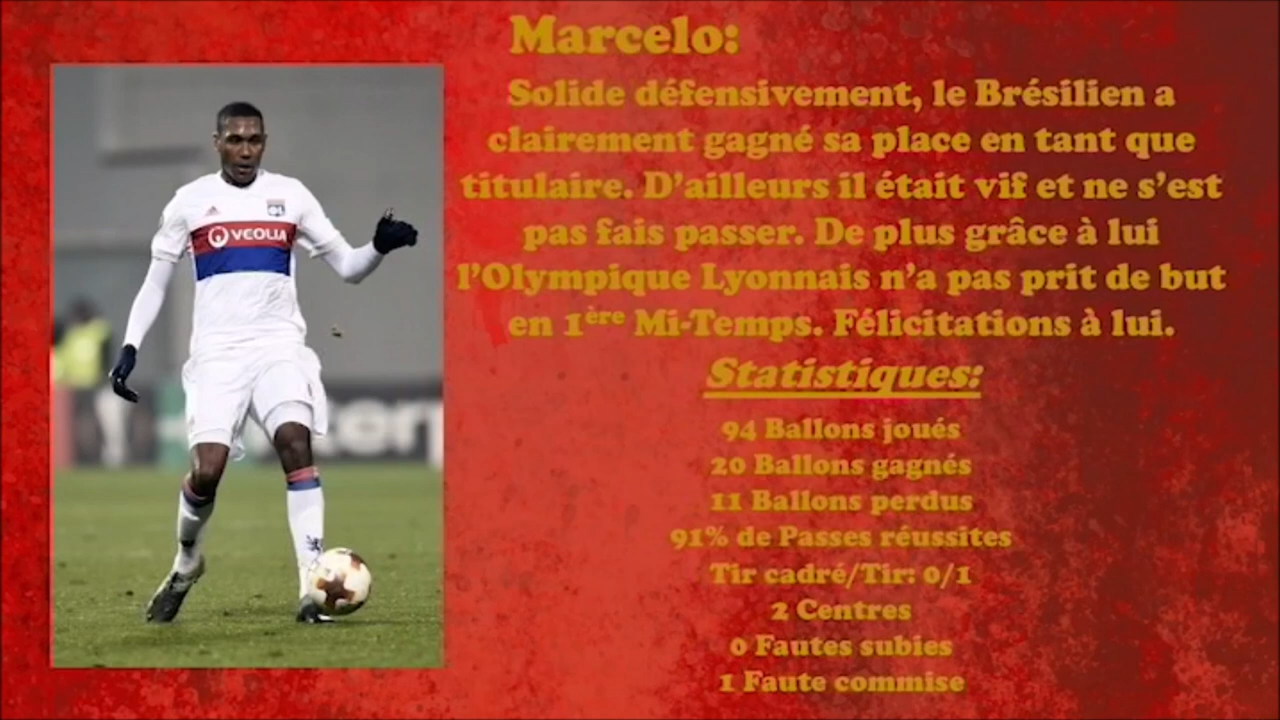 Marcelo:
Solide défensivement, le Brésilien a
clairement gagné sa place en tant que
titulaire. D'ailleurs il était vif et ne s'est
pas fais passer. De plus grâce à lui
l'Olympique Lyonnais n'a pas prit de but
en 1ère Mi-Temps. Félicitations à lui.
Statistiques:
94 Ballons joués
20 Ballons gagnés
11 Ballons perdus
91% de Passes réussites
Tir cadré/Tir: 0/1
2 Centres
0 Fautes subies
1 Faute commise
VEOLIA
OL